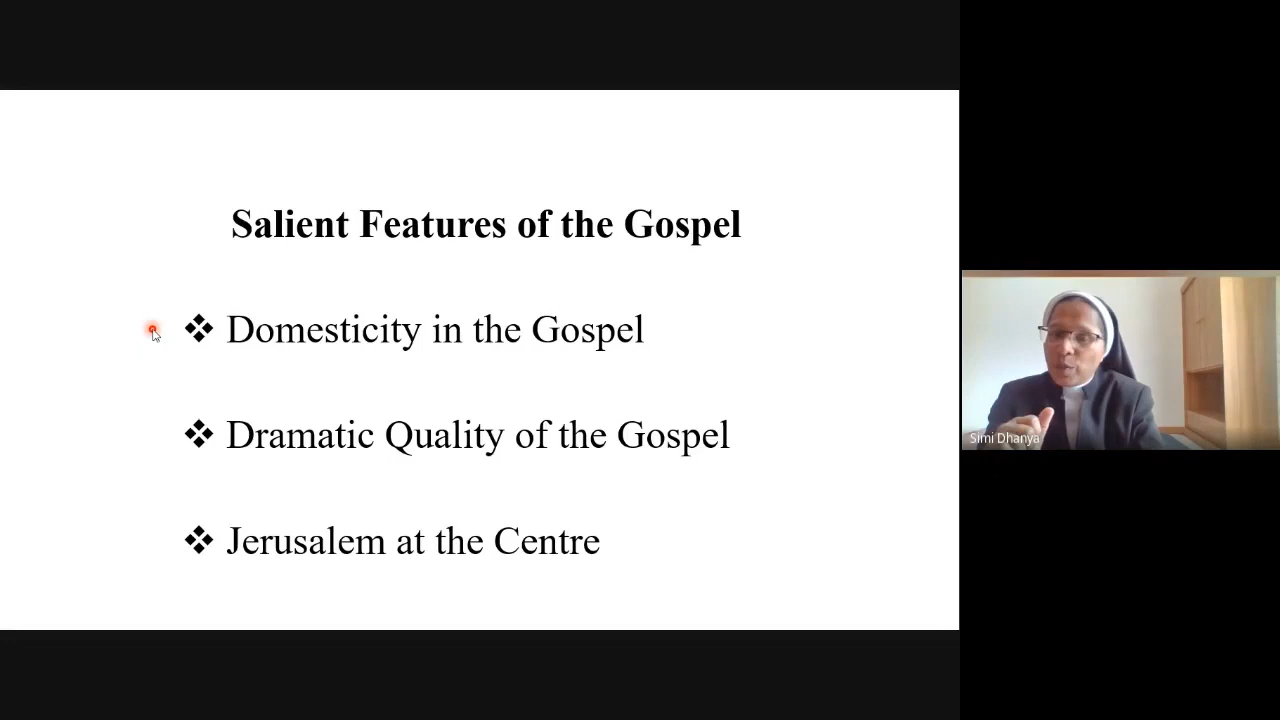 Salient Features of the Gospel
❖ Domesticity in the Gospel
❖ Dramatic Quality of the Gospel
❖ Jerusalem at the Centre
Simi Dhanya